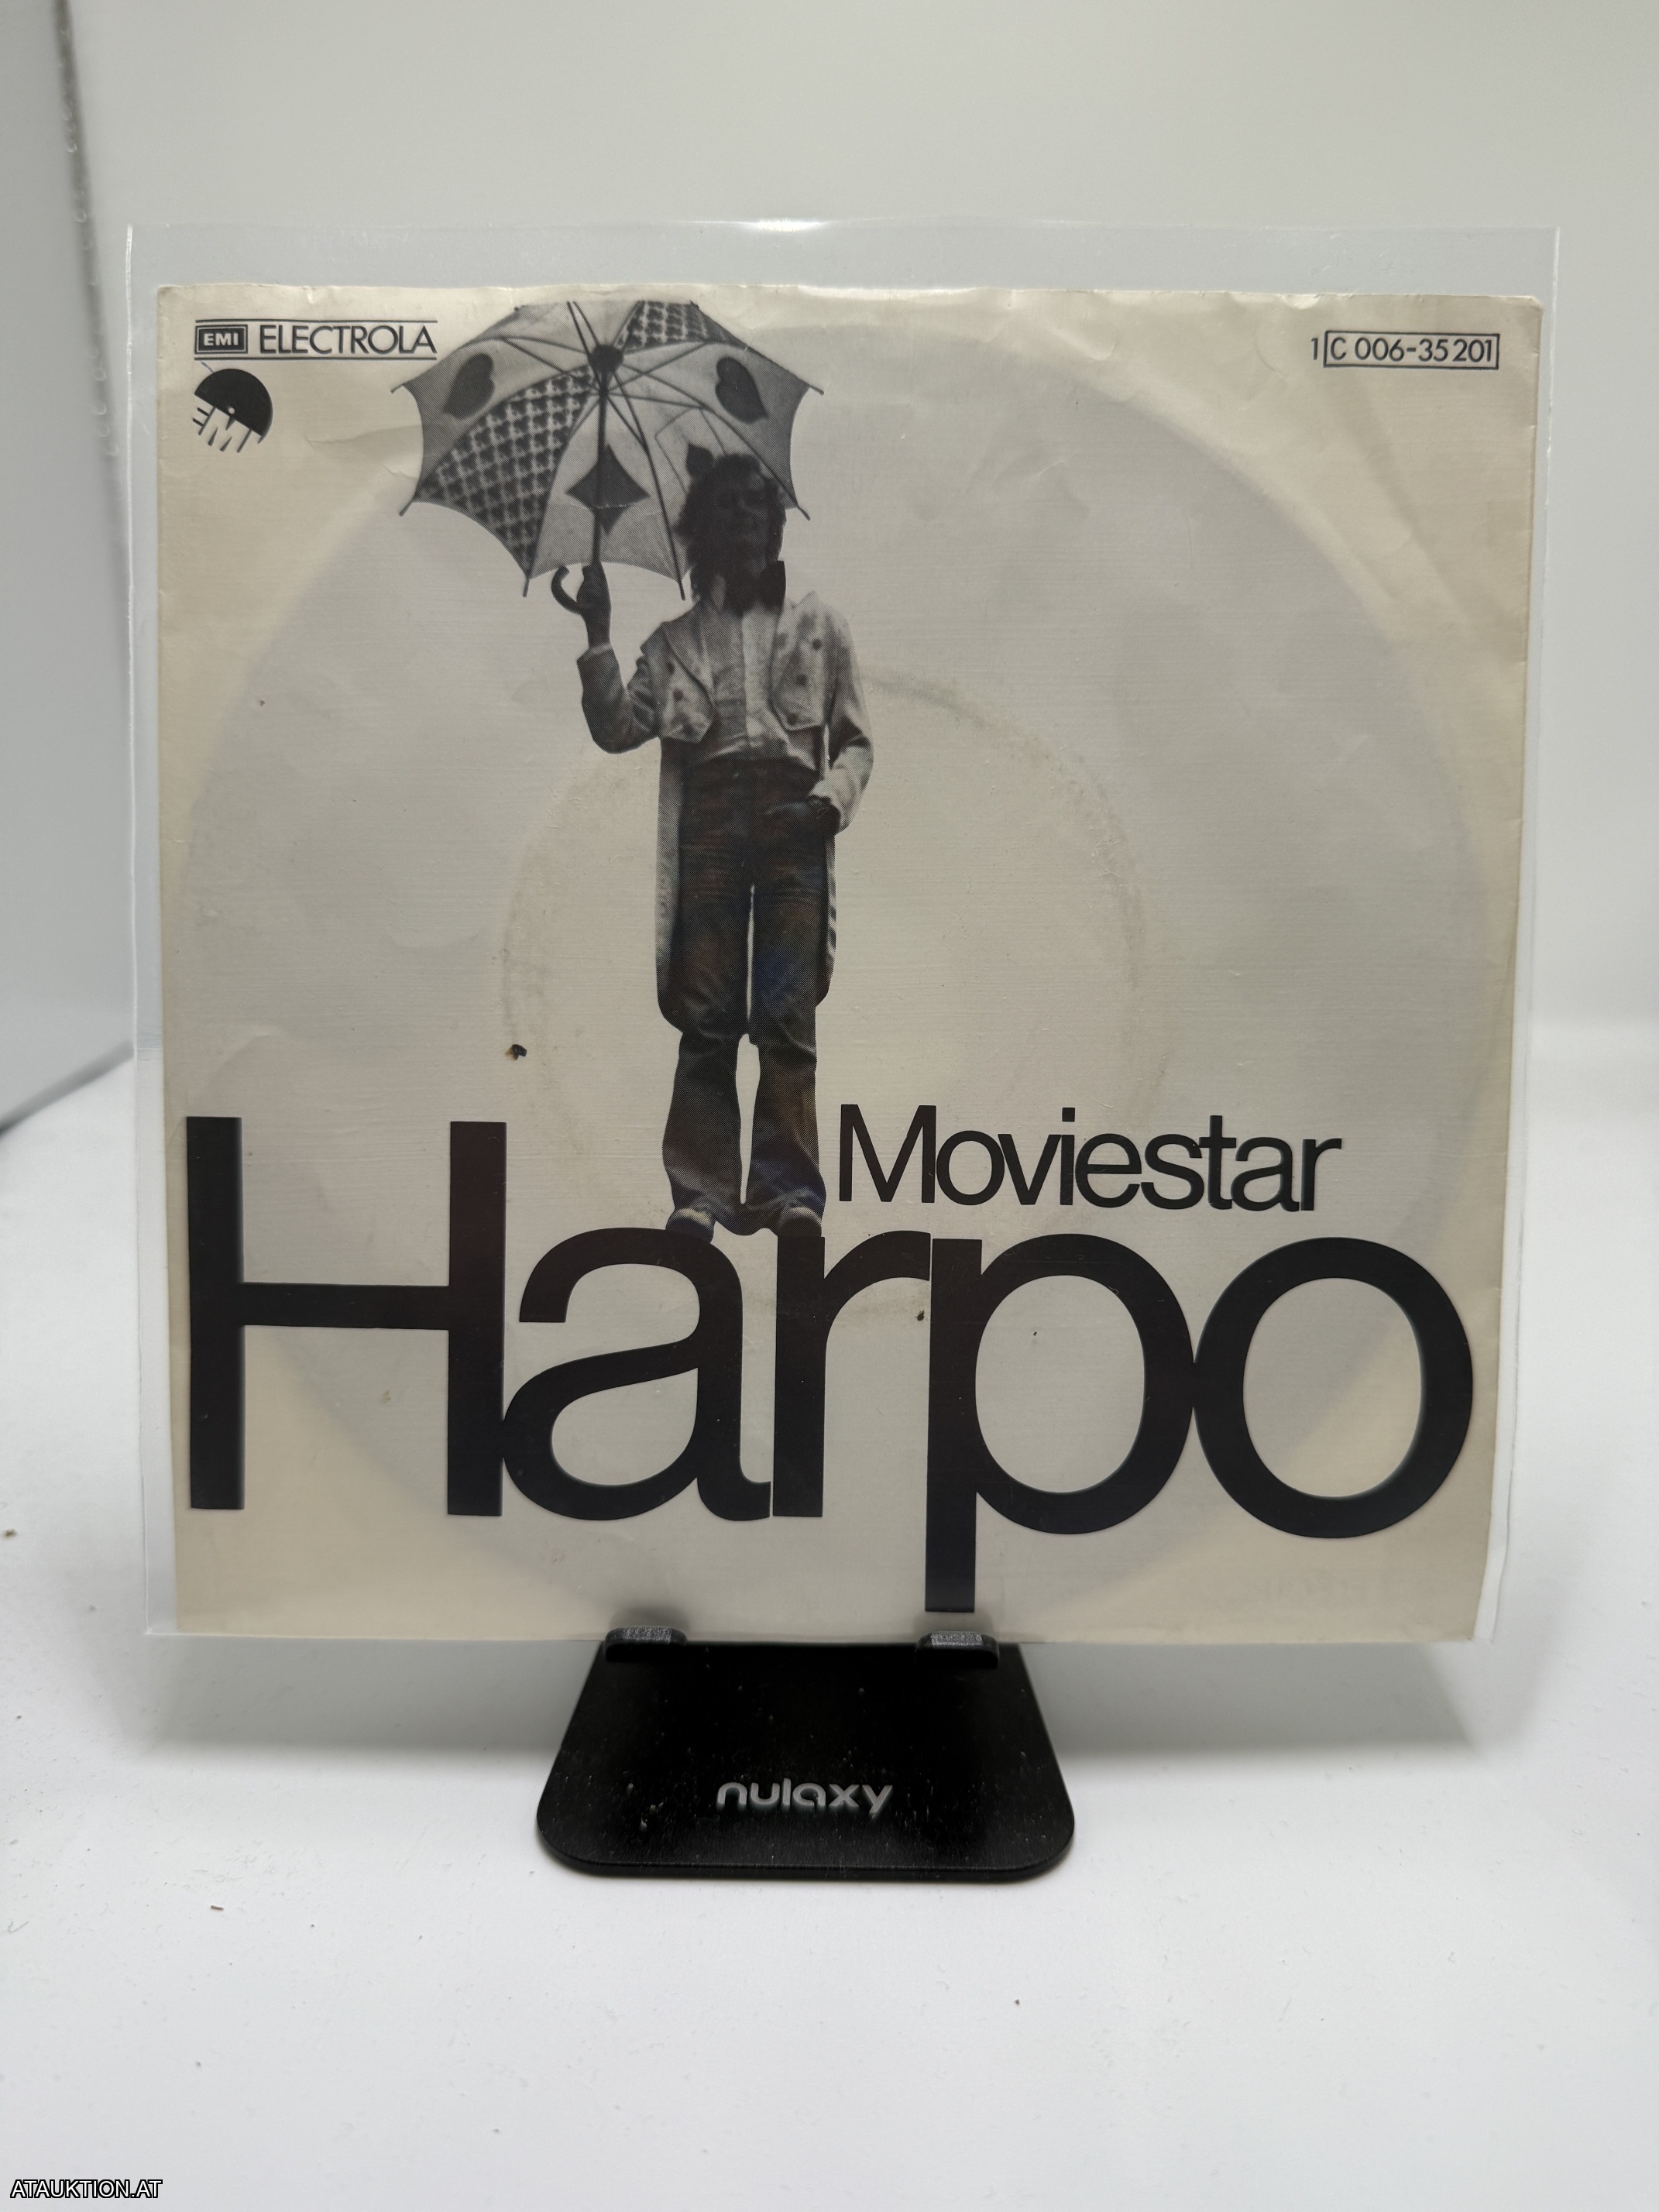 EMI ELECTROLA
1 C 006-35 201
EMI
Moviestar
Harpo
nulaxy
ATAUKTION.AT